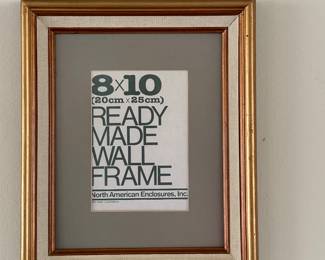 8x10
(20cm x 25cm)
READY
MADE
WALL
FRAME
North American Enclosures, Inc.